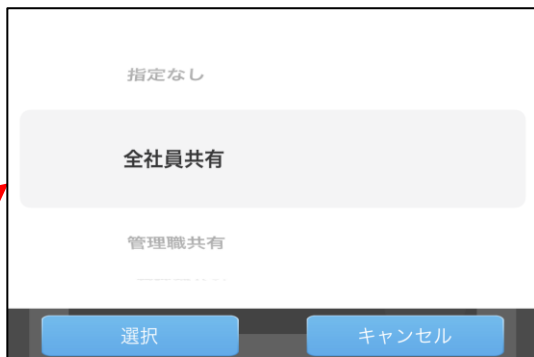 指定なし
全社員共有
管理職共有
選択
キャンセル